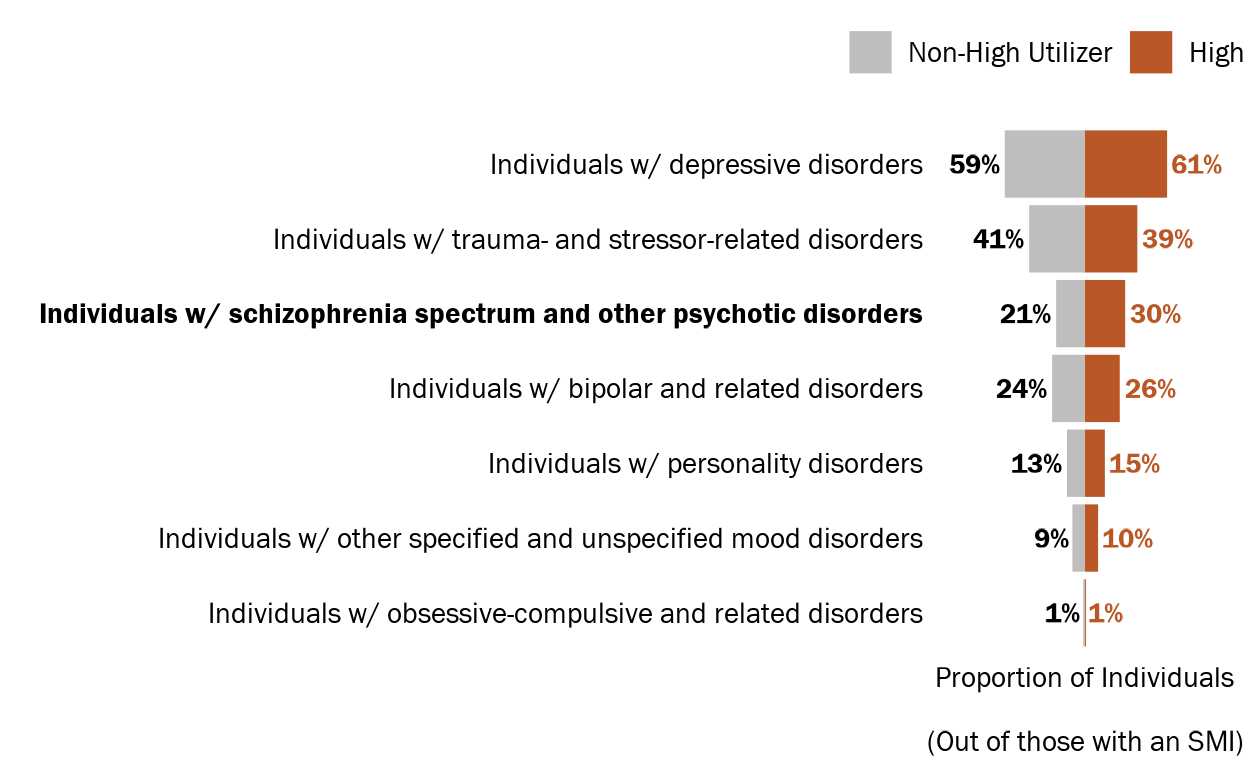 Non-High Utilizer High
Individuals w/ depressive disorders 59% 61%
Individuals w/ trauma- and stressor-related disorders 41% 39%
Individuals w/ schizophrenia spectrum and other psychotic disorders 21% 30%
Individuals w/ bipolar and related disorders 24% 26%
Individuals w/ personality disorders 13% 15%
Individuals w/ other specified and unspecified mood disorders 9% 10%
Individuals w/ obsessive-compulsive and related disorders 1% 1%
Proportion of Individuals
(Out of those with an SMI)